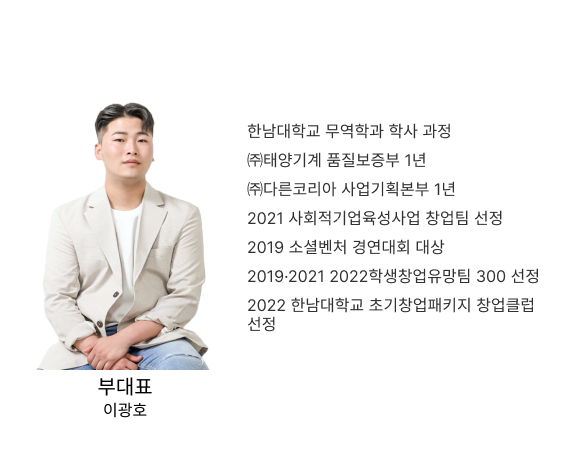 한남대학교 무역학과 학사 과정
㈜태양기계 품질보증부 1년
㈜다른코리아 사업기획본부 1년
2021 사회적기업육성사업 창업팀 선정
2019 소셜벤처 경연대회 대상
2019·2021 2022학생창업유망팀 300 선정
2022 한남대학교 초기창업패키지 창업클럽
선정
부대표
이광호